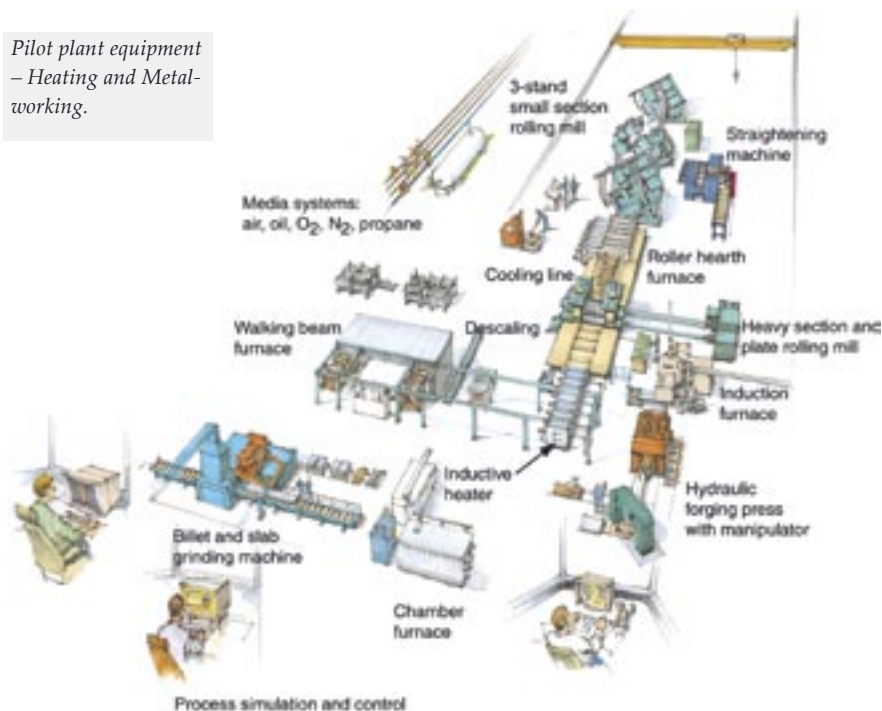 Pilot plant equipment
– Heating and Metal-
working.
3-stand
small section
rolling mill
Straightening
machine
Media systems:
air, oil, O₂, N₂, propane
Roller hearth
furnace
Cooling line
Walking beam
furnace
Descaling
Heavy section and
plate rolling mill
Induction
furnace
Inductive
heater
Hydraulic
forging press
with manipulator
Billet and slab
grinding machine
Chamber
furnace
Process simulation and control